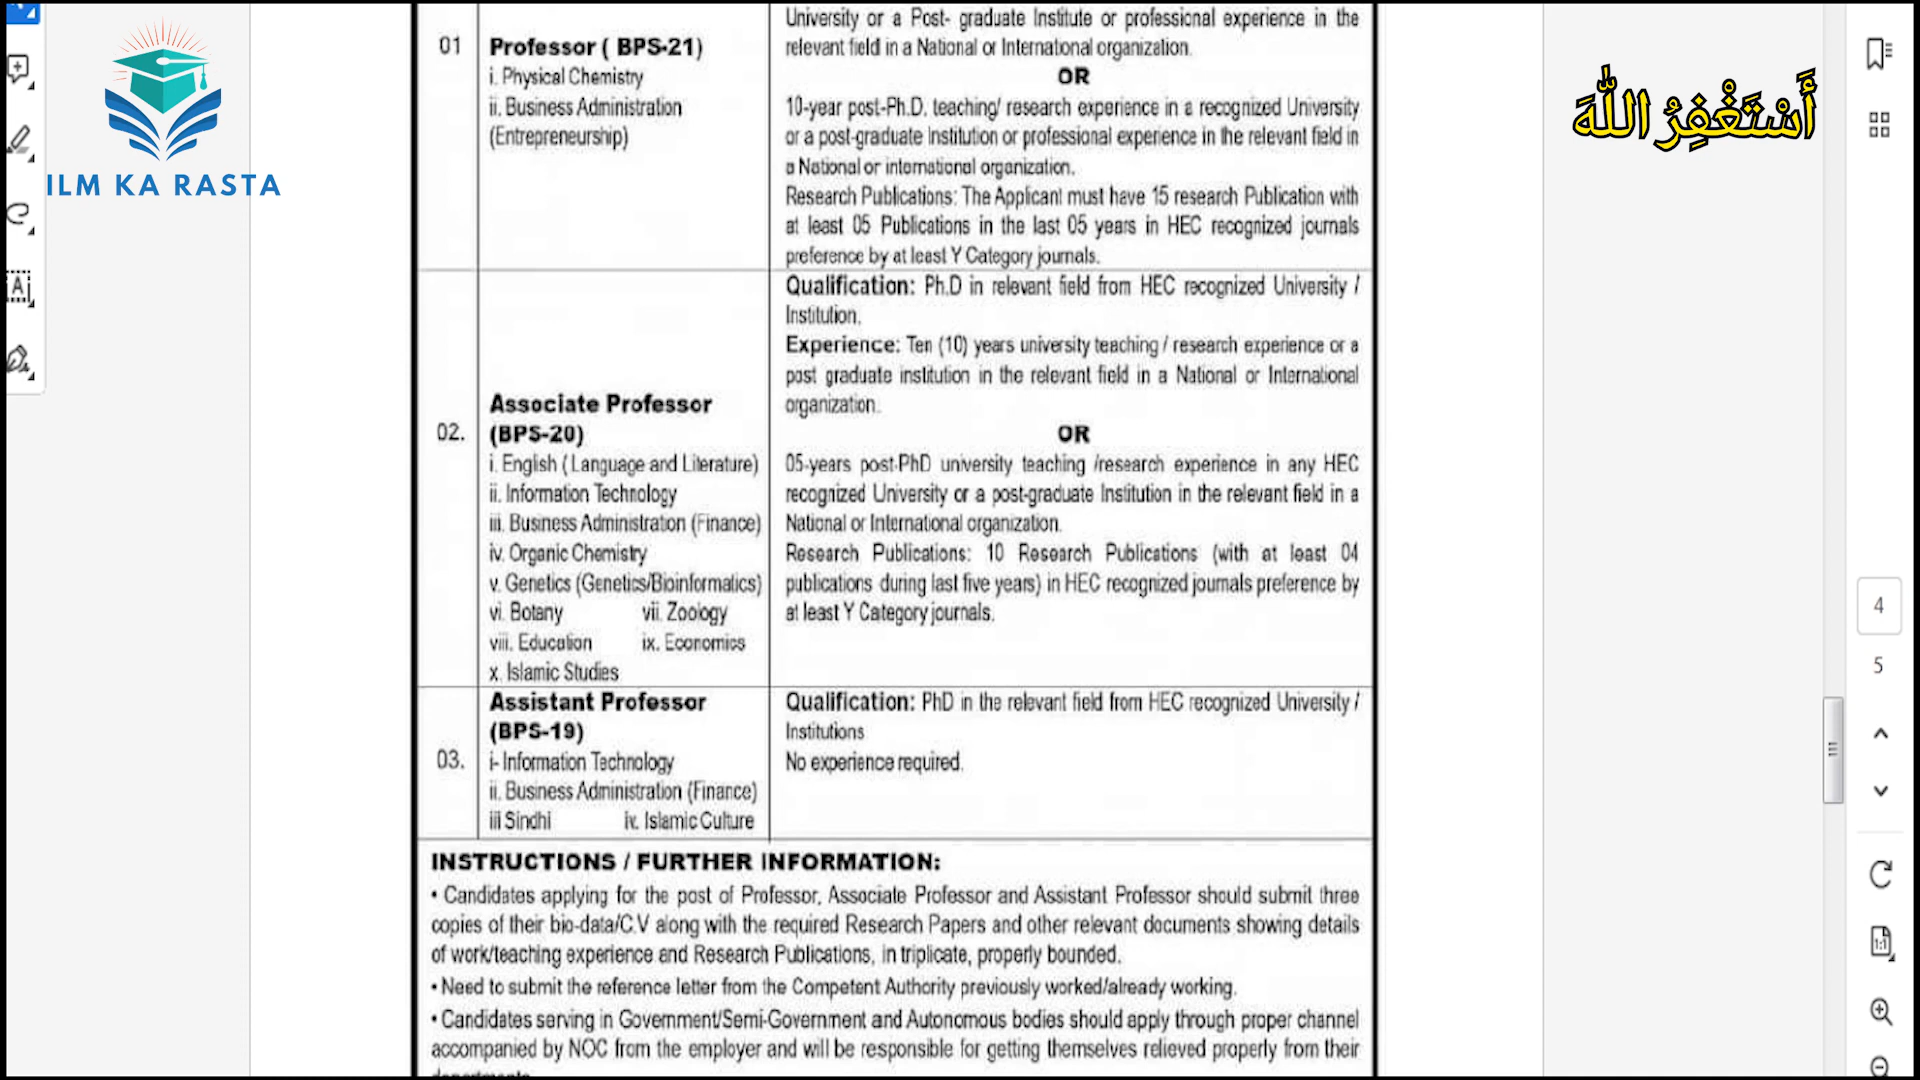 ILM KA RASTA
أَسْتَغْفِرُ اللّٰهَ
01
Professor ( BPS-21)
i. Physical Chemistry
ii. Business Administration
(Entrepreneurship)
University or a Post- graduate Institute or professional experience in the
relevant field in a National or International organization.
OR
10-year post-Ph.D. teaching/ research experience in a recognized University
or a post-graduate Institution or professional experience in the relevant field in
a National or international organization.
Research Publications: The Applicant must have 15 research Publication with
at least 05 Publications in the last 05 years in HEC recognized journals
preference by at least Y Category journals.
02.
Associate Professor
(BPS-20)
i. English ( Language and Literature)
ii. Information Technology
iii. Business Administration (Finance)
iv. Organic Chemistry
v. Genetics (Genetics/Bioinformatics)
vi. Botany vii. Zoology
viii. Education ix. Economics
x. Islamic Studies
Qualification: Ph.D in relevant field from HEC recognized University /
Institution.
Experience: Ten (10) years university teaching / research experience or a
post graduate institution in the relevant field in a National or International
organization.
OR
05-years post-PhD university teaching /research experience in any HEC
recognized University or a post-graduate Institution in the relevant field in a
National or International organization.
Research Publications: 10 Research Publications (with at least 04
publications during last five years) in HEC recognized journals preference by
at least Y Category journals.
03.
Assistant Professor
(BPS-19)
i- Information Technology
ii. Business Administration (Finance)
iii Sindhi iv. Islamic Culture
Qualification: PhD in the relevant field from HEC recognized University /
Institutions
No experience required.
INSTRUCTIONS / FURTHER INFORMATION:
• Candidates applying for the post of Professor, Associate Professor and Assistant Professor should submit three
copies of their bio-data/C.V along with the required Research Papers and other relevant documents showing details
of work/teaching experience and Research Publications, in triplicate, properly bounded.
• Need to submit the reference letter from the Competent Authority previously worked/already working.
• Candidates serving in Government/Semi-Government and Autonomous bodies should apply through proper channel
accompanied by NOC from the employer and will be responsible for getting themselves relieved properly from their
4
5